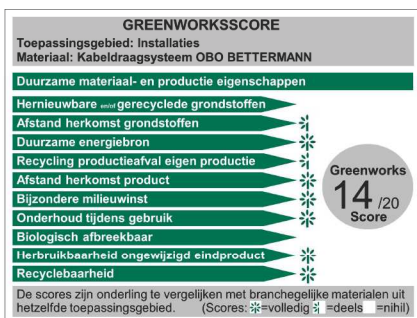 GREENWORKSSCORE
Toepassingsgebied: Installaties
Materiaal: Kabeldraagsysteem OBO BETTERMANN
Duurzame materiaal- en productie eigenschappen
Hernieuwbare en/of gerecyclede grondstoffen
Afstand herkomst grondstoffen
Duurzame energiebron
Recycling productieafval eigen productie
Afstand herkomst product
Bijzondere milieuwinst
Onderhoud tijdens gebruik
Biologisch afbreekbaar
Herbruikbaarheid ongewijzigd eindproduct
Recyclebaarheid
Greenworks
14/20
Score
De scores zijn onderling te vergelijken met branchegelijke materialen uit
hetzelfde toepassingsgebied. (Scores: =volledig =deels =nihil)